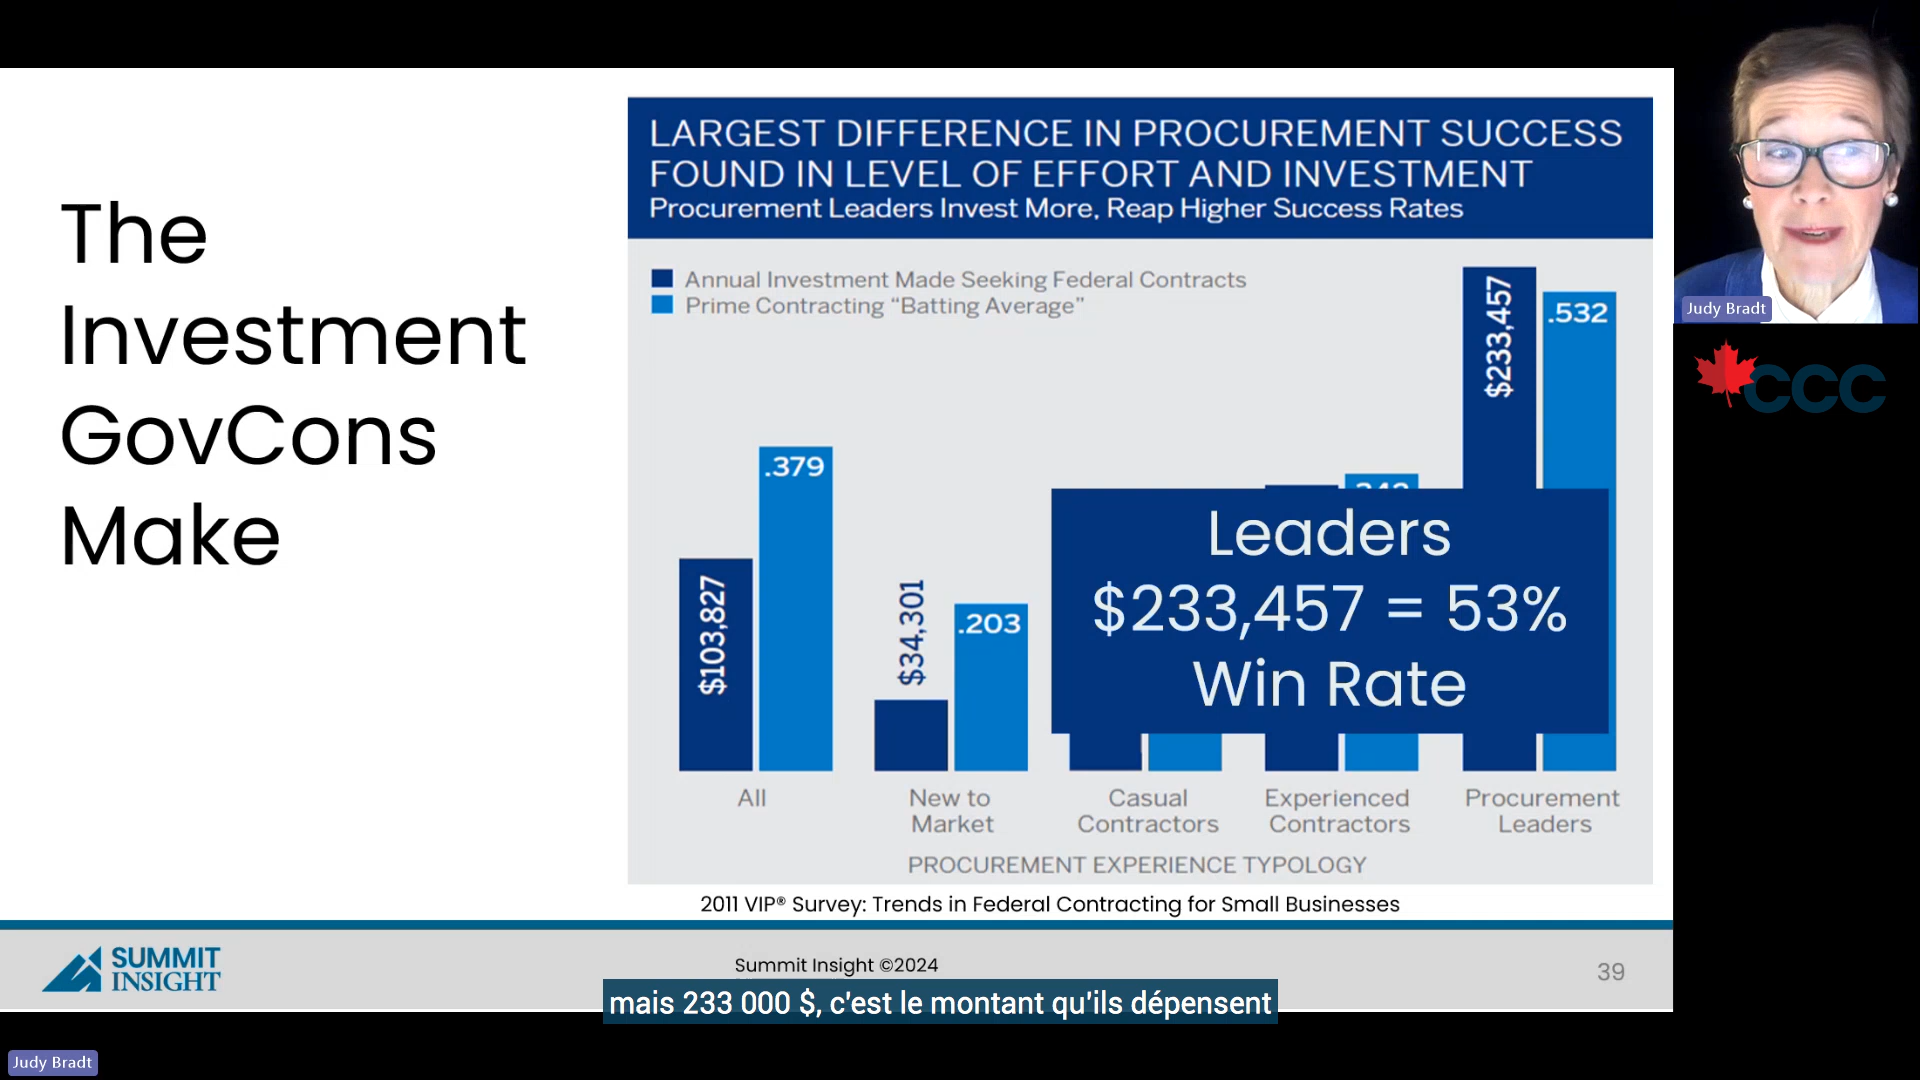 The
Investment
GovCons
Make
LARGEST DIFFERENCE IN PROCUREMENT SUCCESS
FOUND IN LEVEL OF EFFORT AND INVESTMENT
Procurement Leaders Invest More, Reap Higher Success Rates
Annual Investment Made Seeking Federal Contracts
Prime Contracting “Batting Average”
$103,827
.379
$34,301
.203
$233,457
.532
Leaders
$233,457 = 53%
Win Rate
All
New to
Market
Casual
Contractors
Experienced
Contractors
Procurement
Leaders
PROCUREMENT EXPERIENCE TYPOLOGY
2011 VIP® Survey: Trends in Federal Contracting for Small Businesses
SUMMIT
INSIGHT
Summit Insight ©2024
39
mais 233 000 $, c'est le montant qu'ils dépensent
Judy Bradt
CCC
Judy Bradt